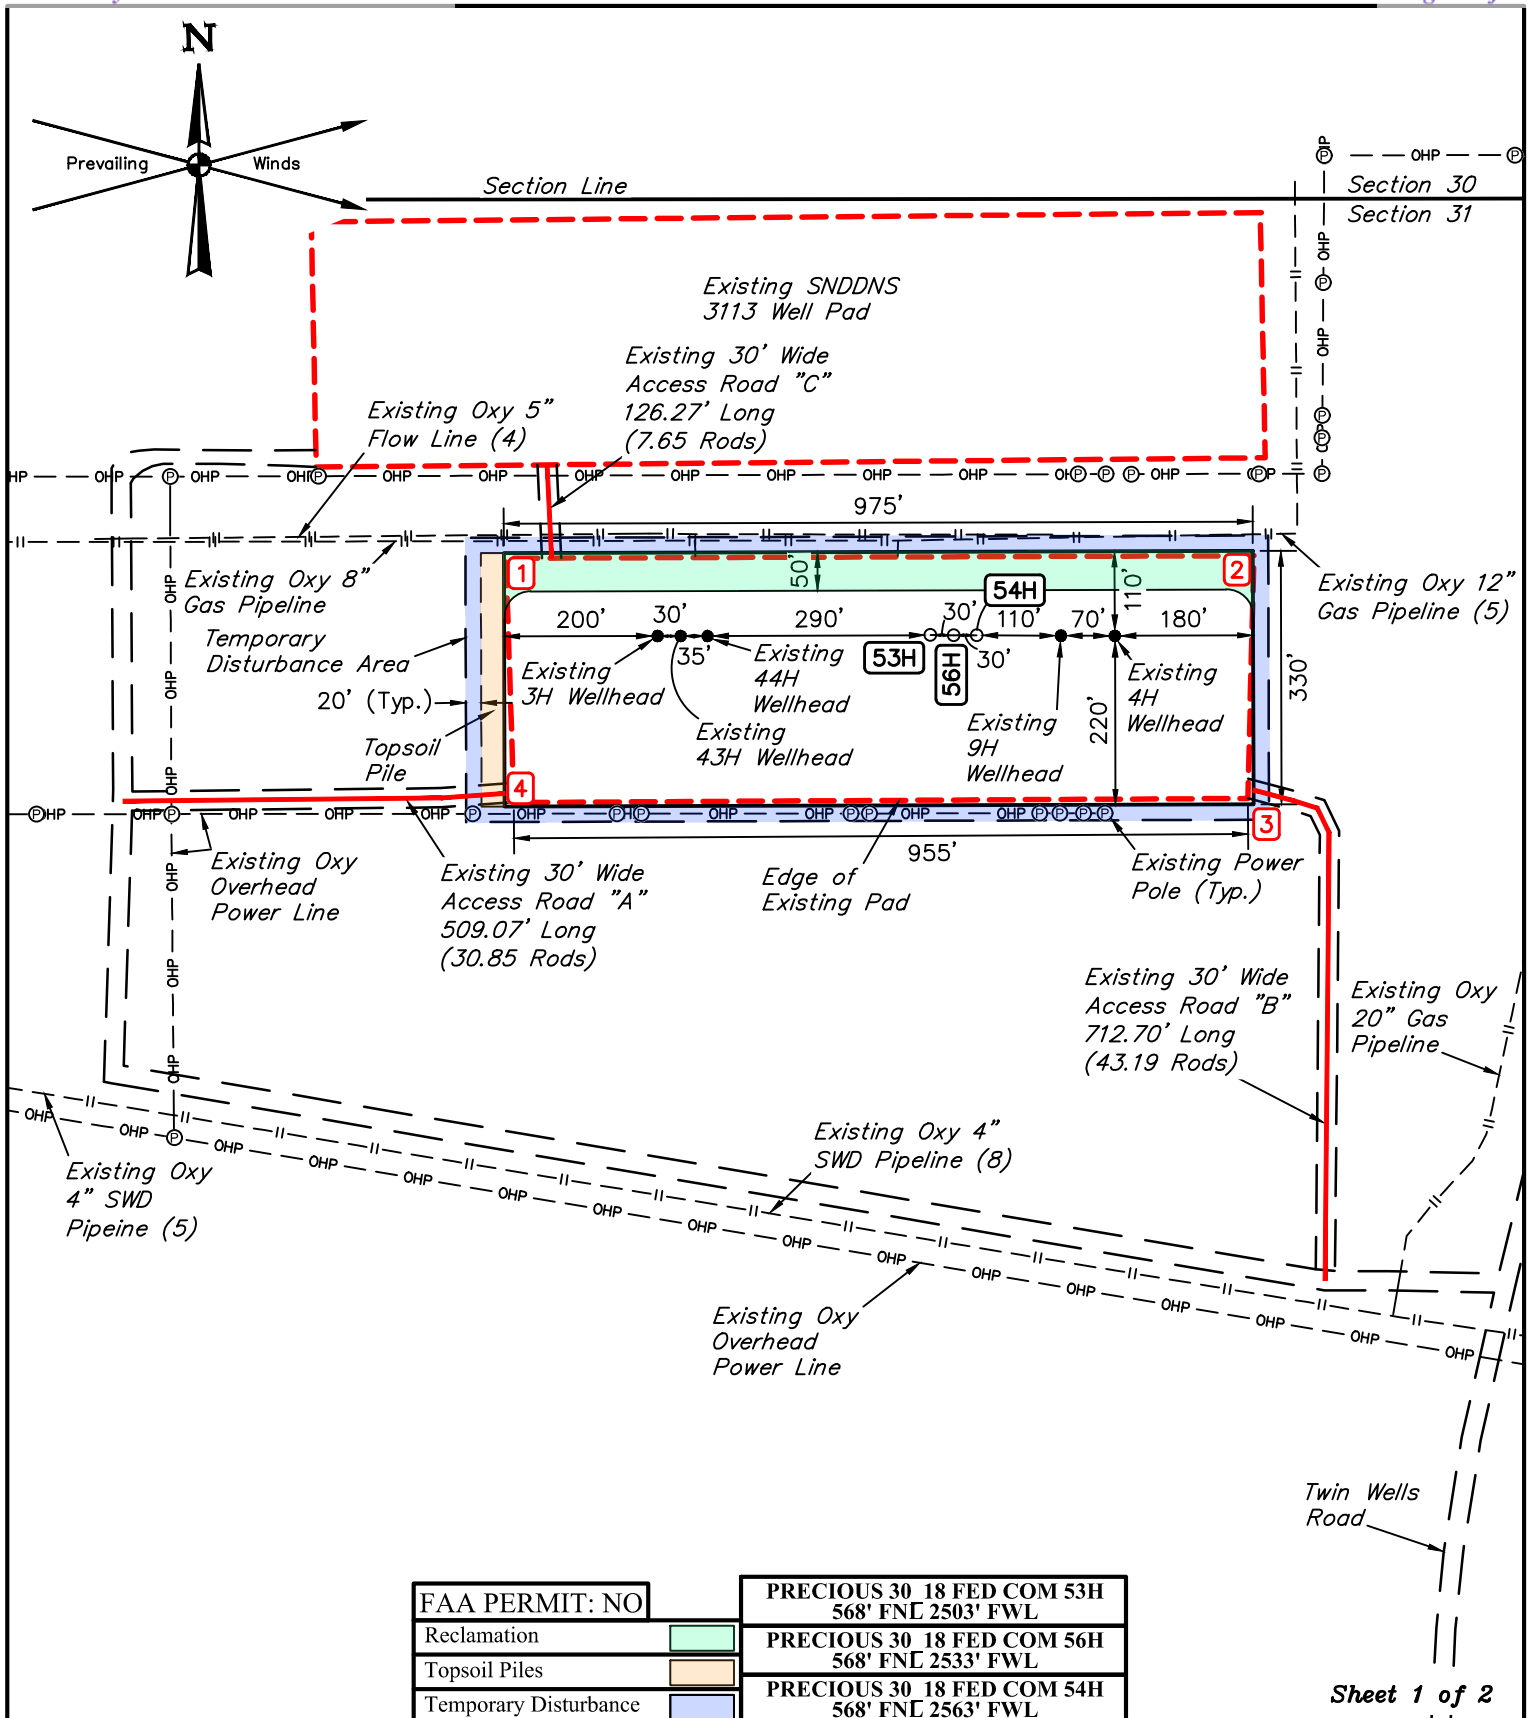 N
Prevailing Winds
Section Line
Section 30
Section 31
OHP
Existing SNDDNS
3113 Well Pad
Existing 30' Wide
Access Road "C"
126.27' Long
(7.65 Rods)
Existing Oxy 5"
Flow Line (4)
975'
Existing Oxy 8"
Gas Pipeline
Temporary
Disturbance Area
20' (Typ.)
Topsoil
Pile
1
2
50'
54H
110'
200'
30'
290'
30'
110'
70'
180'
35'
53H
56H
30'
Existing
3H Wellhead
Existing
44H
Wellhead
Existing
43H Wellhead
Existing
9H
Wellhead
220'
Existing
4H
Wellhead
330'
Existing Oxy 12"
Gas Pipeline (5)
4
3
955'
Existing Oxy
Overhead
Power Line
Existing 30' Wide
Access Road "A"
509.07' Long
(30.85 Rods)
Edge of
Existing Pad
Existing Power
Pole (Typ.)
Existing 30' Wide
Access Road "B"
712.70' Long
(43.19 Rods)
Existing Oxy
20" Gas
Pipeline
Existing Oxy
4" SWD
Pipeine (5)
Existing Oxy 4"
SWD Pipeline (8)
Existing Oxy
Overhead
Power Line
Twin Wells
Road
FAA PERMIT: NO
Reclamation
Topsoil Piles
Temporary Disturbance
PRECIOUS 30_18 FED COM 53H
568' FNL 2503' FWL
PRECIOUS 30_18 FED COM 56H
568' FNL 2533' FWL
PRECIOUS 30_18 FED COM 54H
568' FNL 2563' FWL
Sheet 1 of 2